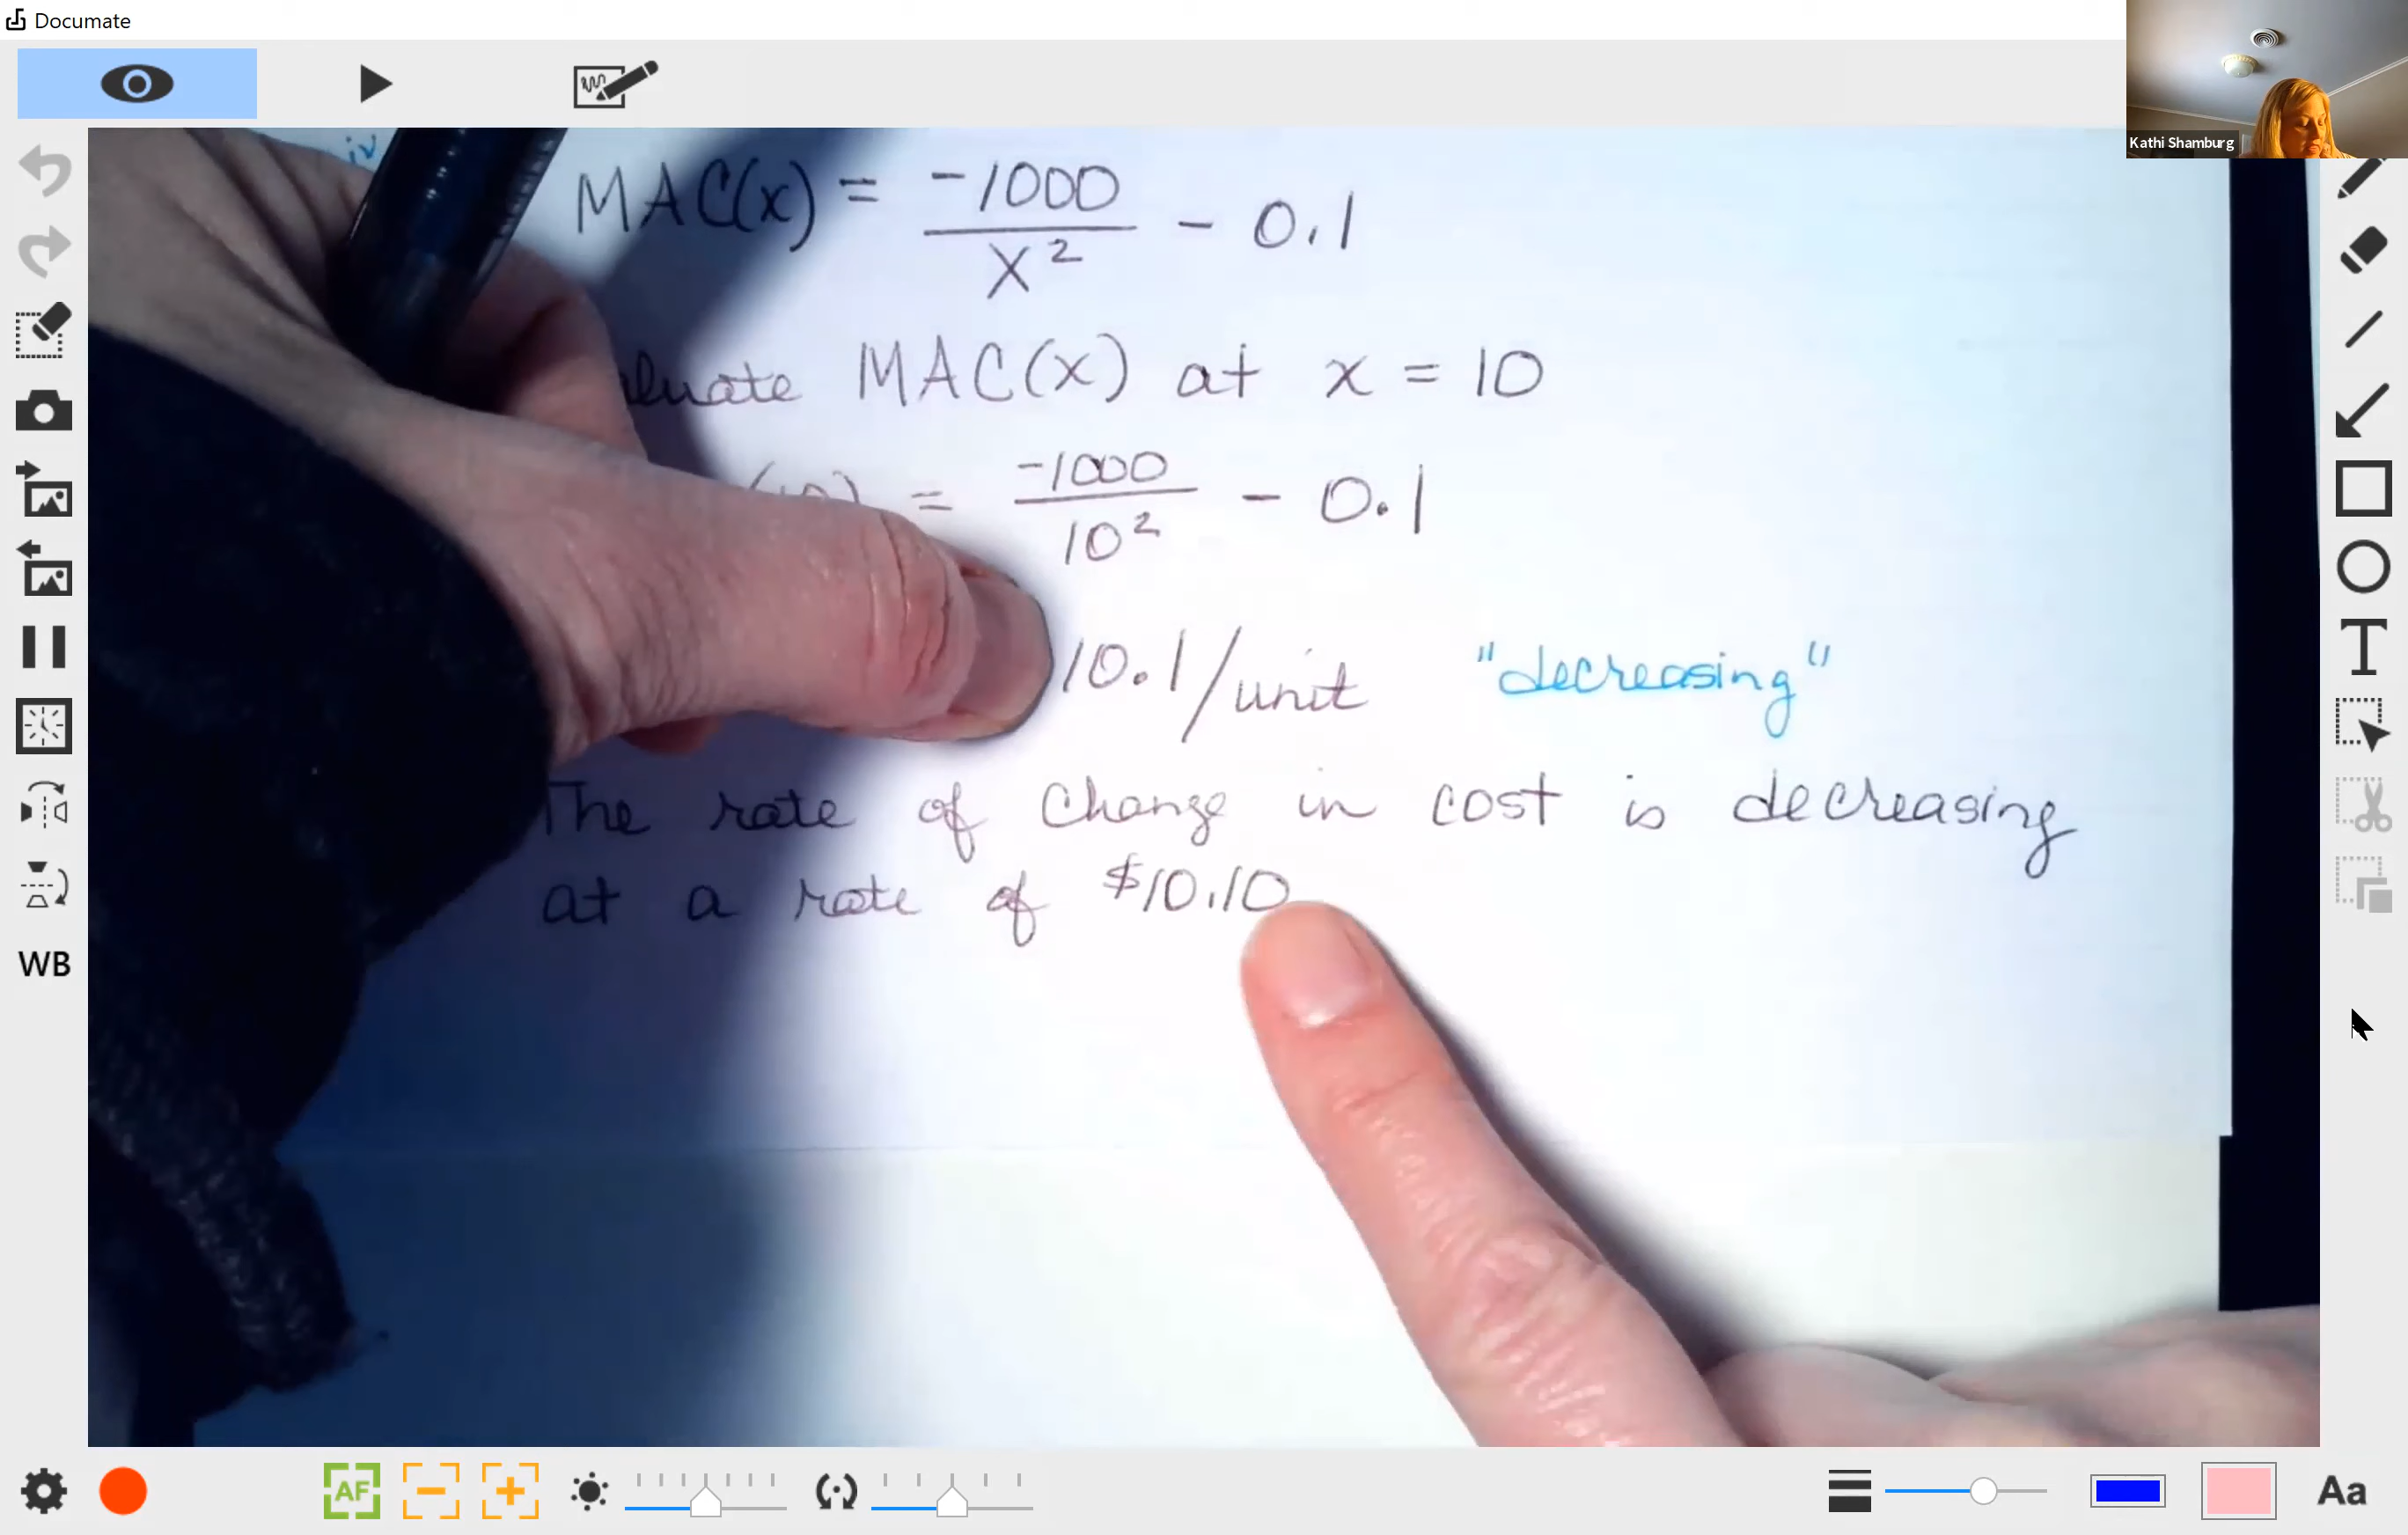 Documate
Kathi Shamburg
MAC(x) = -1000 / x² - 0.1
MAC(x) at x = 10
= -1000 / 10² - 0.1
10.1/unit "decreasing"
The rate of change in cost is decreasing
at a rate of $10.10
WB
T
AF
Aa